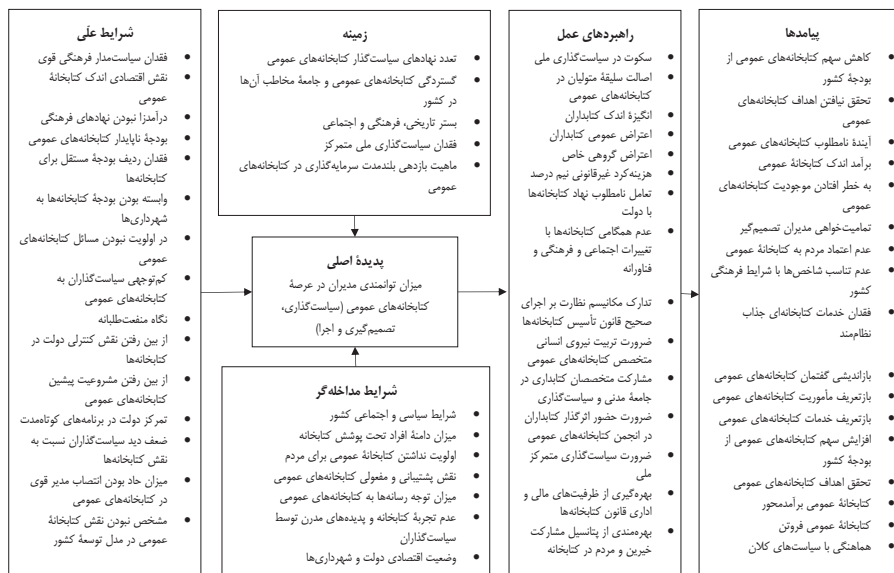 شرایط علّی
فقدان سیاست‌مدار فرهنگی قوی
نقش اقتصادی اندک کتابخانهٔ
عمومی
درآمدزا نبودن نهادهای فرهنگی
بودجهٔ ناپایدار کتابخانه‌های عمومی
فقدان ردیف بودجهٔ مستقل برای
کتابخانه‌ها
وابسته بودن بودجهٔ کتابخانه‌ها به
شهرداری‌ها
در اولویت نبودن مسائل کتابخانه‌های
عمومی
کم‌توجهی سیاست‌گذاران به
کتابخانه‌های عمومی
نگاه منفعت‌طلبانه
از بین رفتن نقش کنترلی دولت در
کتابخانه‌ها
از بین رفتن مشروعیت پیشین
کتابخانه‌های عمومی
تمرکز دولت در برنامه‌های کوتاه‌مدت
ضعف دید سیاست‌گذاران نسبت به
نقش کتابخانه‌ها
میزان حاد بودن انتصاب مدیر قوی
در کتابخانه‌های عمومی
مشخص نبودن نقش کتابخانهٔ
عمومی در مدل توسعهٔ کشور
زمینه
تعدد نهادهای سیاست‌گذار کتابخانه‌های عمومی
گستردگی کتابخانه‌های عمومی و جامعهٔ مخاطب آن‌ها
در کشور
بستر تاریخی، فرهنگی و اجتماعی
فقدان سیاست‌گذاری ملی متمرکز
ماهیت بازدهی بلندمدت سرمایه‌گذاری در کتابخانه‌های
عمومی
پدیدهٔ اصلی
میزان توانمندی مدیران در عرصهٔ
کتابخانه‌های عمومی (سیاست‌گذاری،
تصمیم‌گیری و اجرا)
شرایط مداخله‌گر
شرایط سیاسی و اجتماعی کشور
میزان دامنهٔ افراد تحت پوشش کتابخانه
اولویت نداشتن کتابخانهٔ عمومی برای مردم
نقش پشتیبانی و مفعولی کتابخانه‌های عمومی
میزان توجه رسانه‌ها به کتابخانه‌های عمومی
عدم تجربهٔ کتابخانه و پدیده‌های مدرن توسط
سیاست‌گذاران
وضعیت اقتصادی دولت و شهرداری‌ها
راهبردهای عمل
سکوت در سیاست‌گذاری ملی
اصالت سلیقهٔ متولیان در
کتابخانه‌های عمومی
انگیزهٔ اندک کتابداران
اعتراض عمومی کتابداران
اعتراض گروهی خاص
هزینه‌کرد غیرقانونی نیم درصد
تعامل نامطلوب نهاد کتابخانه‌ها
با دولت
عدم همگامی کتابخانه‌ها با
تغییرات اجتماعی و فرهنگی و
فناورانه
تدارک مکانیسم نظارت بر اجرای
صحیح قانون تأسیس کتابخانه‌ها
ضرورت تربیت نیروی انسانی
متخصص کتابخانه‌های عمومی
مشارکت متخصصان کتابداری در
جامعهٔ مدنی و سیاست‌گذاری
ضرورت حضور اثرگذار کتابداران
در انجمن کتابخانه‌های عمومی
ضرورت سیاست‌گذاری متمرکز
ملی
بهره‌گیری از ظرفیت‌های مالی و
اداری قانون کتابخانه‌ها
بهره‌مندی از پتانسیل مشارکت
خیرین و مردم در کتابخانه
پیامدها
کاهش سهم کتابخانه‌های عمومی از
بودجهٔ کشور
تحقق نیافتن اهداف کتابخانه‌های
عمومی
آیندهٔ نامطلوب کتابخانه‌های عمومی
برآمد اندک کتابخانهٔ عمومی
به خطر افتادن موجودیت کتابخانه‌های
عمومی
تمامیت‌خواهی مدیران تصمیم‌گیر
عدم اعتماد مردم به کتابخانهٔ عمومی
عدم تناسب شاخص‌ها با شرایط فرهنگی
کشور
فقدان خدمات کتابخانه‌ای جذاب
نظام‌مند
بازاندیشی گفتمان کتابخانه‌های عمومی
بازتعریف مأموریت کتابخانه‌های عمومی
بازتعریف خدمات کتابخانه‌های عمومی
افزایش سهم کتابخانه‌های عمومی از
بودجهٔ کشور
تحقق اهداف کتابخانه‌های عمومی
کتابخانهٔ عمومی برآمدمحور
کتابخانهٔ عمومی فروتن
هماهنگی با سیاست‌های کلان